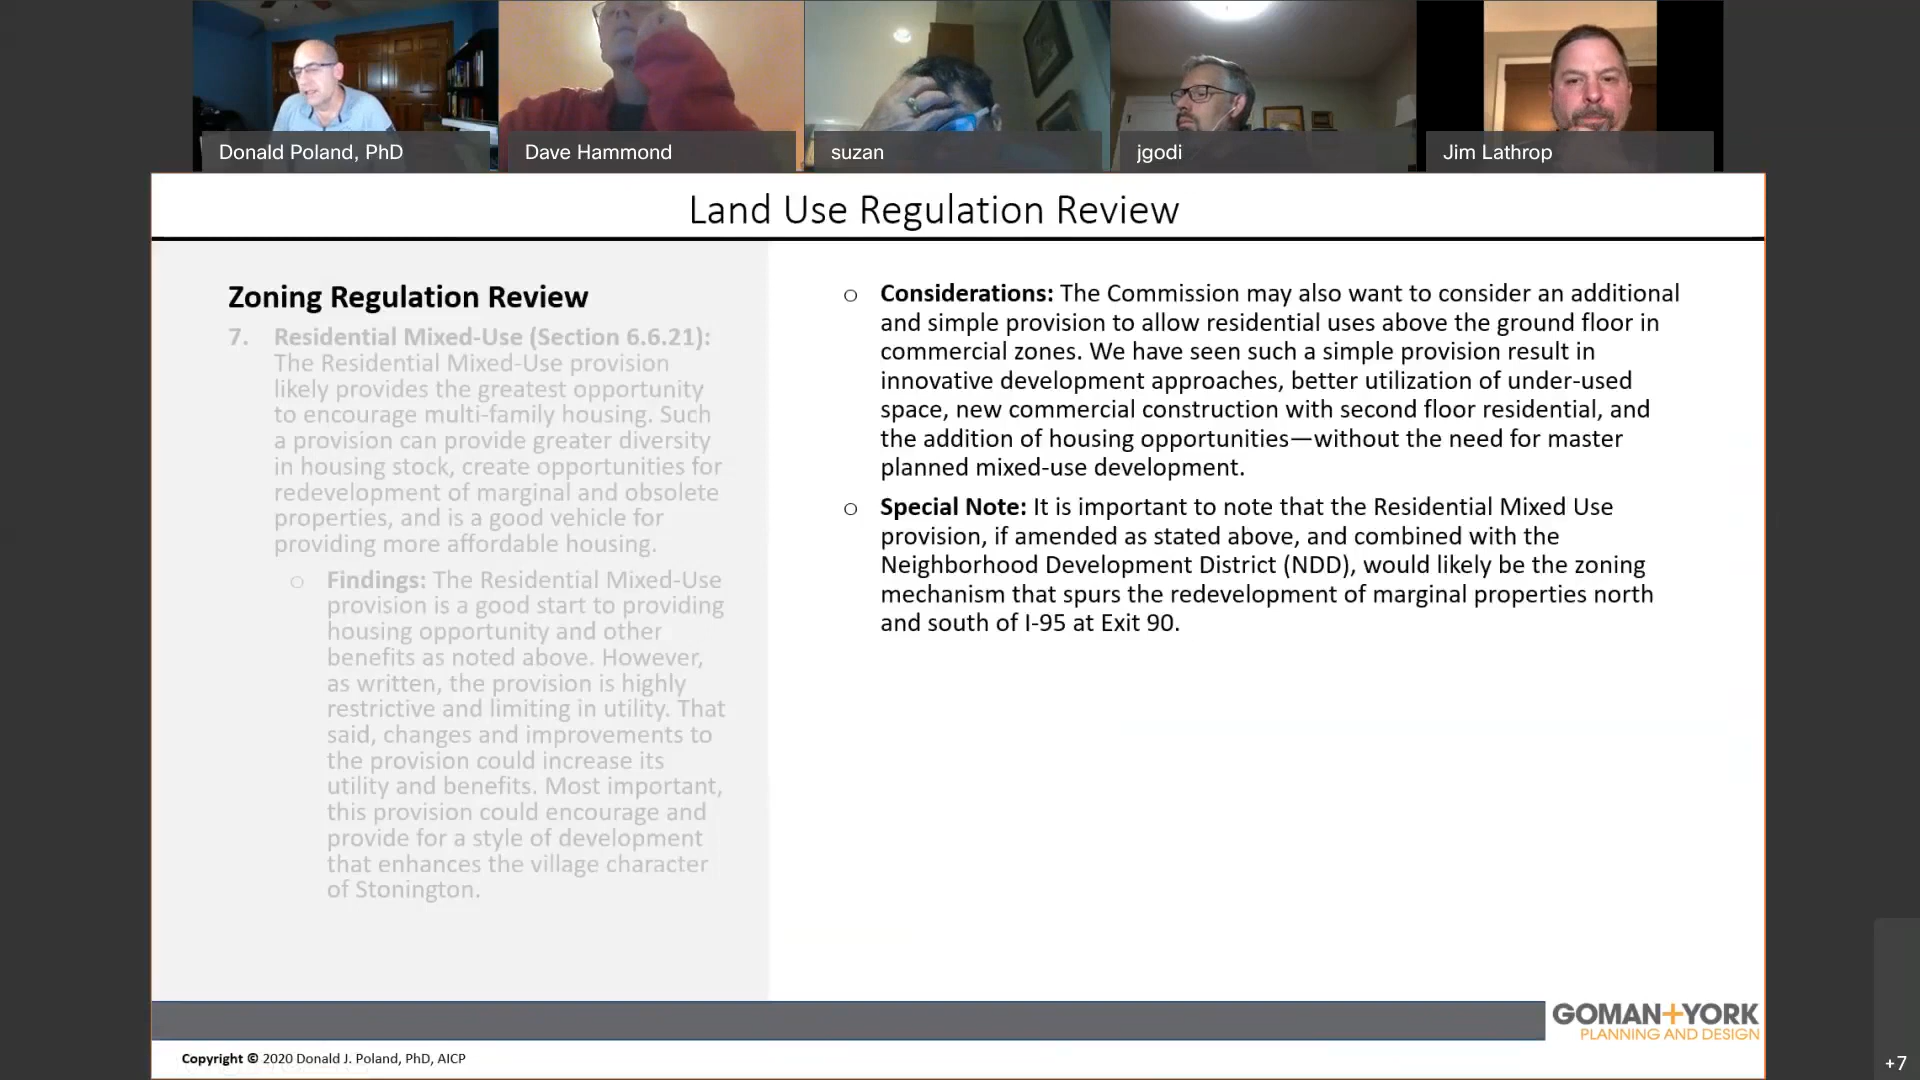 Donald Poland, PhD
Dave Hammond
suzan
jgodi
Jim Lathrop
Land Use Regulation Review
Zoning Regulation Review
7. Residential Mixed-Use (Section 6.6.21):
The Residential Mixed-Use provision
likely provides the greatest opportunity
to encourage multi-family housing. Such
a provision can provide greater diversity
in housing stock, create opportunities for
redevelopment of marginal and obsolete
properties, and is a good vehicle for
providing more affordable housing.
○ Findings: The Residential Mixed-Use
provision is a good start to providing
housing opportunity and other
benefits as noted above. However,
as written, the provision is highly
restrictive and limiting in utility. That
said, changes and improvements to
the provision could increase its
utility and benefits. Most important,
this provision could encourage and
provide for a style of development
that enhances the village character
of Stonington.
○ Considerations: The Commission may also want to consider an additional
and simple provision to allow residential uses above the ground floor in
commercial zones. We have seen such a simple provision result in
innovative development approaches, better utilization of under-used
space, new commercial construction with second floor residential, and
the addition of housing opportunities—without the need for master
planned mixed-use development.
○ Special Note: It is important to note that the Residential Mixed Use
provision, if amended as stated above, and combined with the
Neighborhood Development District (NDD), would likely be the zoning
mechanism that spurs the redevelopment of marginal properties north
and south of I-95 at Exit 90.
GOMAN+YORK
PLANNING AND DESIGN
Copyright © 2020 Donald J. Poland, PhD, AICP
+7